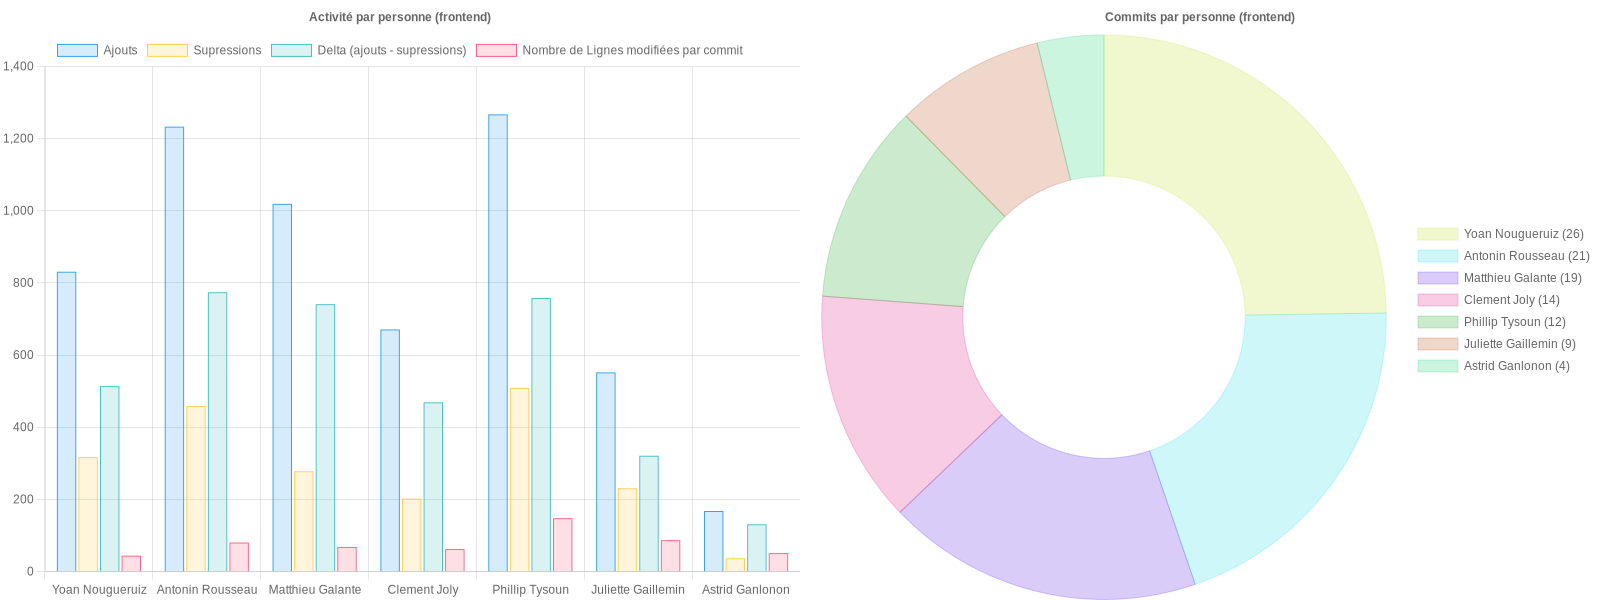 Activité par personne (frontend)
Ajouts Supressions Delta (ajouts - supressions) Nombre de Lignes modifiées par commit
1,400
1,200
1,000
800
600
400
200
0
Yoan Nougueruiz Antonin Rousseau Matthieu Galante Clement Joly Phillip Tysoun Juliette Gaillemin Astrid Ganlonon
Commits par personne (frontend)
Yoan Nougueruiz (26)
Antonin Rousseau (21)
Matthieu Galante (19)
Clement Joly (14)
Phillip Tysoun (12)
Juliette Gaillemin (9)
Astrid Ganlonon (4)